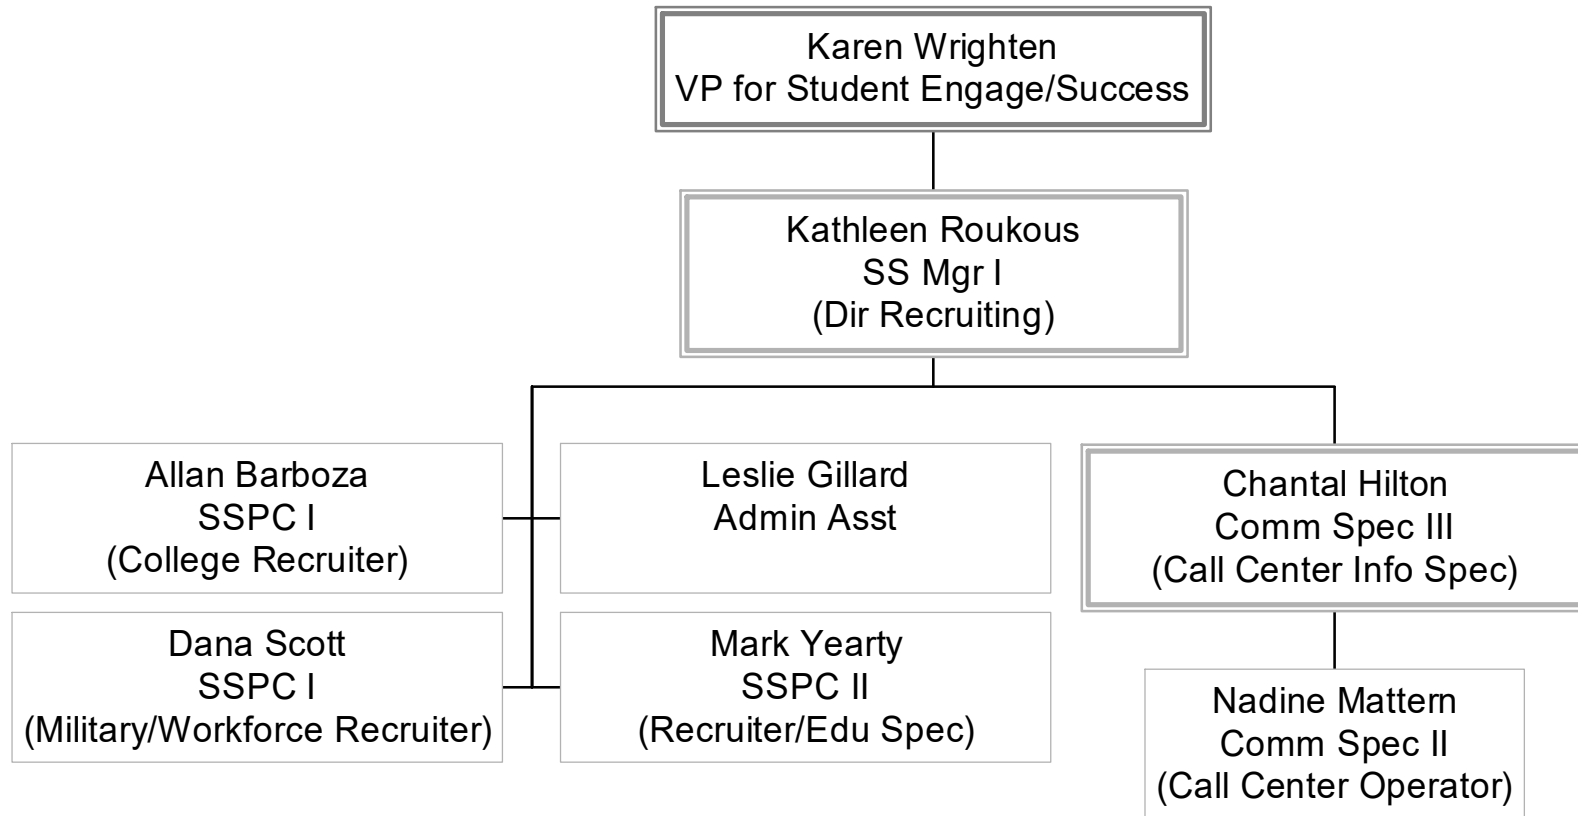 Karen Wrighten
VP for Student Engage/Success
Kathleen Roukous
SS Mgr I
(Dir Recruiting)
Allan Barboza
SSPC I
(College Recruiter)
Leslie Gillard
Admin Asst
Chantal Hilton
Comm Spec III
(Call Center Info Spec)
Dana Scott
SSPC I
(Military/Workforce Recruiter)
Mark Yearty
SSPC II
(Recruiter/Edu Spec)
Nadine Mattern
Comm Spec II
(Call Center Operator)